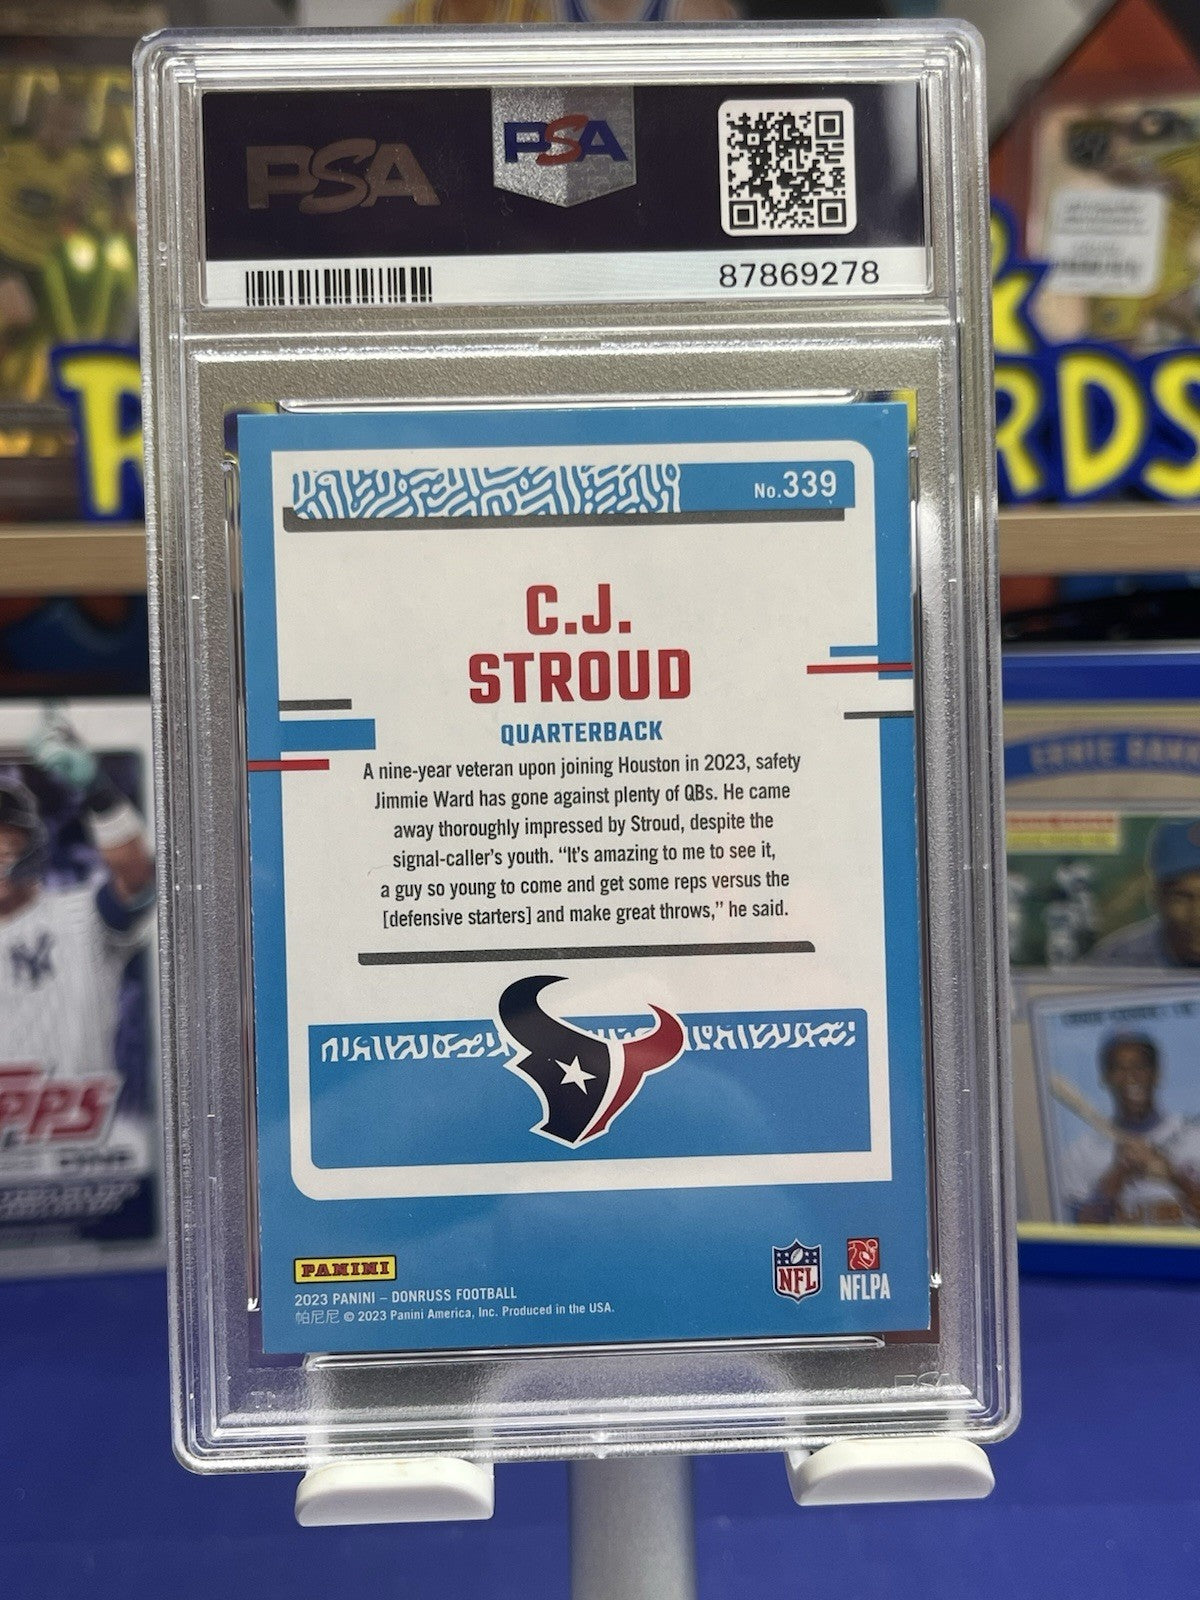 PSA
PSA
87869278
No.339
C.J.
STROUD
QUARTERBACK
A nine-year veteran upon joining Houston in 2023, safety
Jimmie Ward has gone against plenty of QBs. He came
away thoroughly impressed by Stroud, despite the
signal-caller's youth. “It's amazing to me to see it,
a guy so young to come and get some reps versus the
[defensive starters] and make great throws,” he said.
PANINI
NFL
NFLPA
2023 PANINI – DONRUSS FOOTBALL
帕尼尼 © 2023 Panini America, Inc. Produced in the USA.
PSA